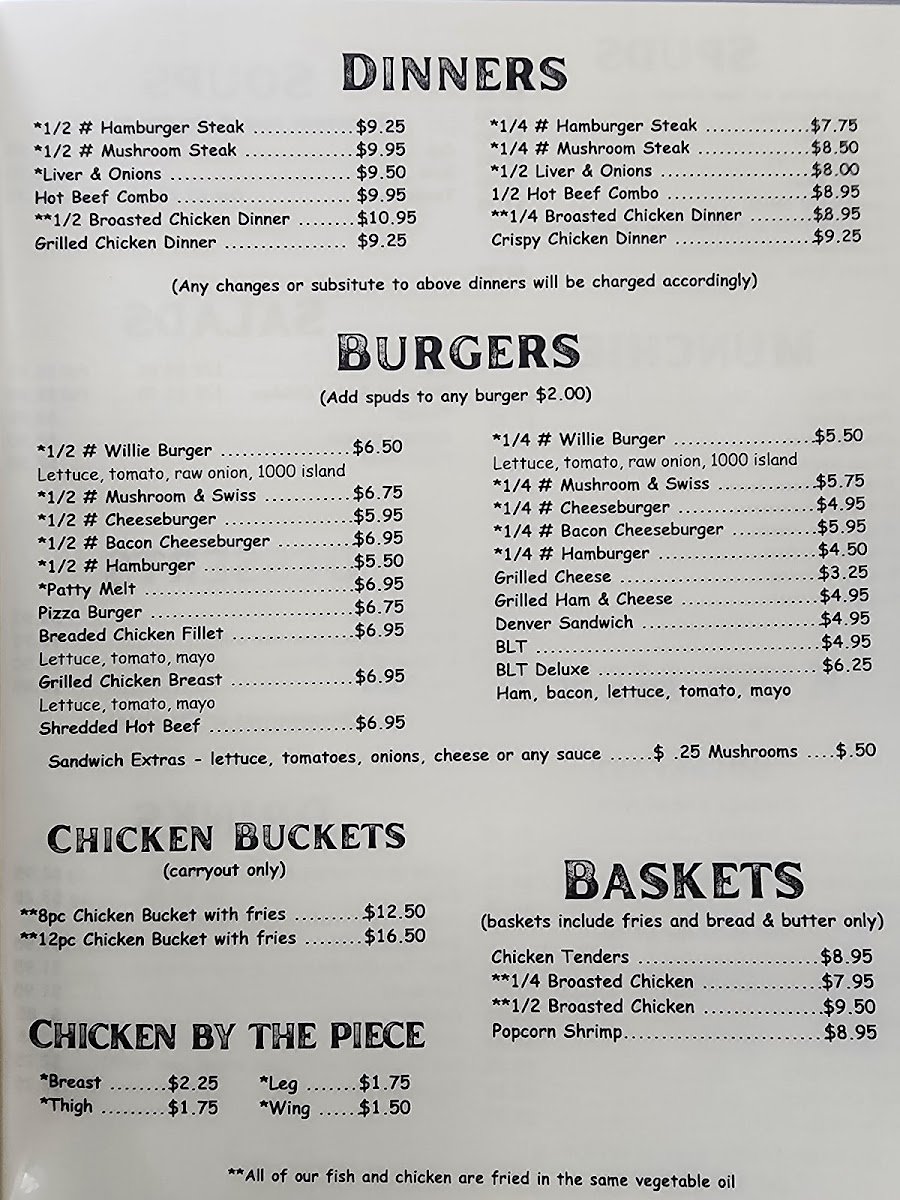 DINNERS
*1/2 # Hamburger Steak ............. $9.25
*1/2 # Mushroom Steak .............. $9.95
*Liver & Onions ....................... $9.50
Hot Beef Combo ...................... $9.95
**1/2 Broasted Chicken Dinner ....... $10.95
Grilled Chicken Dinner ............... $9.25
*1/4 # Hamburger Steak .............. $7.75
*1/4 # Mushroom Steak ............... $8.50
*1/2 Liver & Onions ................... $8.00
1/2 Hot Beef Combo .................. $8.95
**1/4 Broasted Chicken Dinner ........ $8.95
Crispy Chicken Dinner ................. $9.25
(Any changes or subsitute to above dinners will be charged accordingly)
BURGERS
(Add spuds to any burger $2.00)
*1/2 # Willie Burger ................. $6.50
Lettuce, tomato, raw onion, 1000 island
*1/2 # Mushroom & Swiss ............ $6.75
*1/2 # Cheeseburger ................. $5.95
*1/2 # Bacon Cheeseburger .......... $6.95
*1/2 # Hamburger .................... $5.50
*Patty Melt ........................... $6.95
Pizza Burger .......................... $6.75
Breaded Chicken Fillet ............... $6.95
Lettuce, tomato, mayo
Grilled Chicken Breast ............... $6.95
Lettuce, tomato, mayo
Shredded Hot Beef .................. $6.95
*1/4 # Willie Burger .................. $5.50
Lettuce, tomato, raw onion, 1000 island
*1/4 # Mushroom & Swiss ............. $5.75
*1/4 # Cheeseburger .................. $4.95
*1/4 # Bacon Cheeseburger ........... $5.95
*1/4 # Hamburger ..................... $4.50
Grilled Cheese ......................... $3.25
Grilled Ham & Cheese ................. $4.95
Denver Sandwich ...................... $4.95
BLT .................................... $4.95
BLT Deluxe ............................ $6.25
Ham, bacon, lettuce, tomato, mayo
Sandwich Extras - lettuce, tomatoes, onions, cheese or any sauce ......$ .25 Mushrooms ....$.50
CHICKEN BUCKETS
(carryout only)
**8pc Chicken Bucket with fries ......... $12.50
**12pc Chicken Bucket with fries ........ $16.50
CHICKEN BY THE PIECE
*Breast ........$2.25 *Leg .......$1.75
*Thigh .........$1.75 *Wing .....$1.50
BASKETS
(baskets include fries and bread & butter only)
Chicken Tenders ....................... $8.95
**1/4 Broasted Chicken ............... $7.95
**1/2 Broasted Chicken ............... $9.50
Popcorn Shrimp......................... $8.95
**All of our fish and chicken are fried in the same vegetable oil